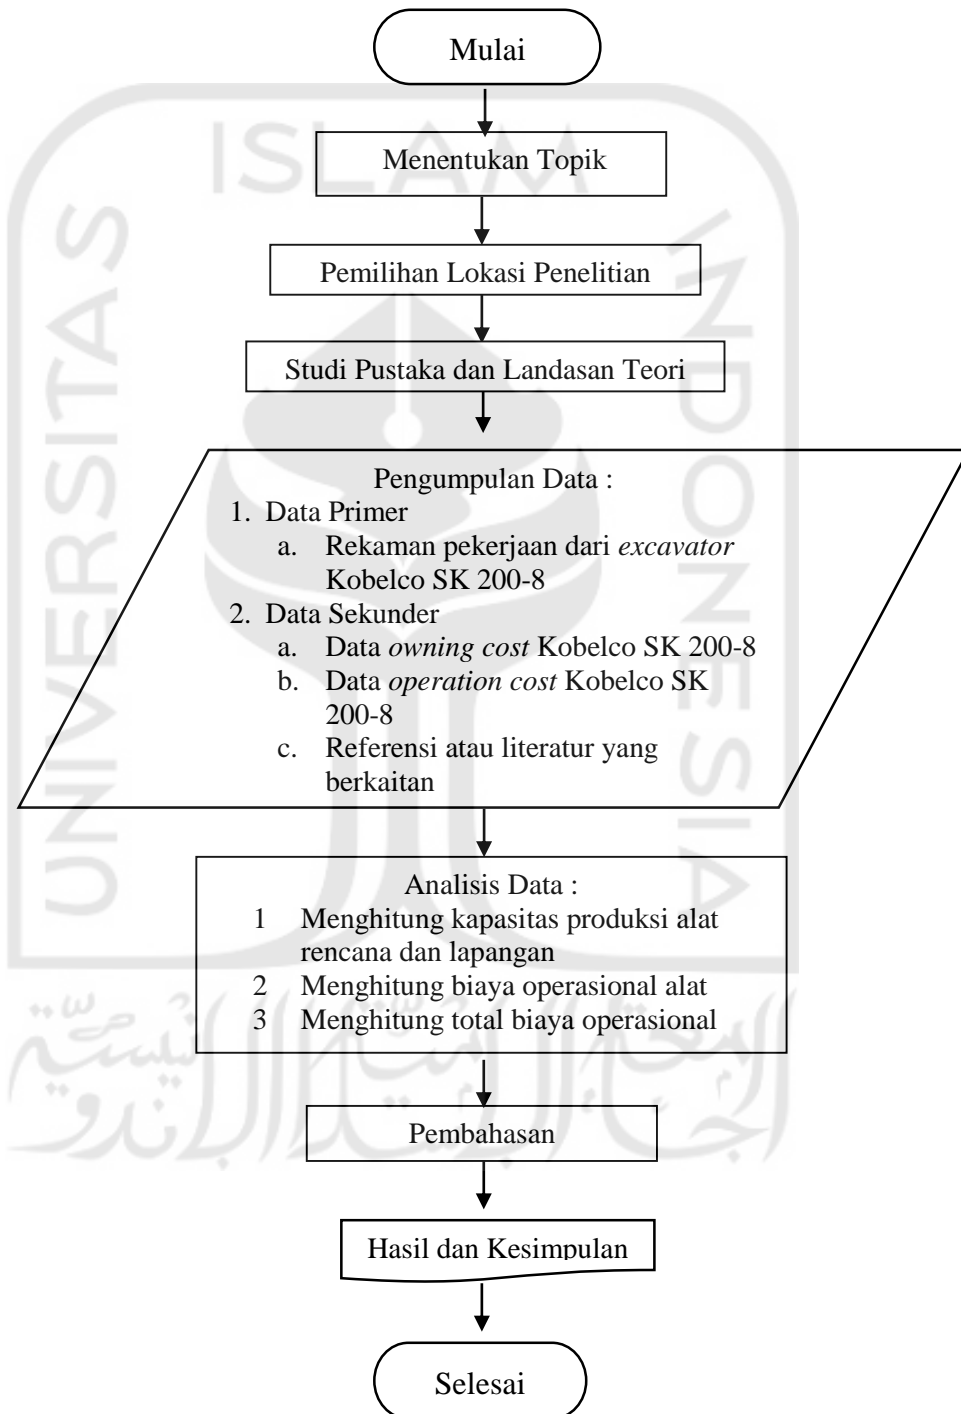 Mulai
Menentukan Topik
Pemilihan Lokasi Penelitian
Studi Pustaka dan Landasan Teori
Pengumpulan Data :
1. Data Primer
a. Rekaman pekerjaan dari excavator
Kobelco SK 200-8
2. Data Sekunder
a. Data owning cost Kobelco SK 200-8
b. Data operation cost Kobelco SK
200-8
c. Referensi atau literatur yang
berkaitan
Analisis Data :
1 Menghitung kapasitas produksi alat
rencana dan lapangan
2 Menghitung biaya operasional alat
3 Menghitung total biaya operasional
Pembahasan
Hasil dan Kesimpulan
Selesai
UNIVERSITAS
ISLAM
INDONESIA